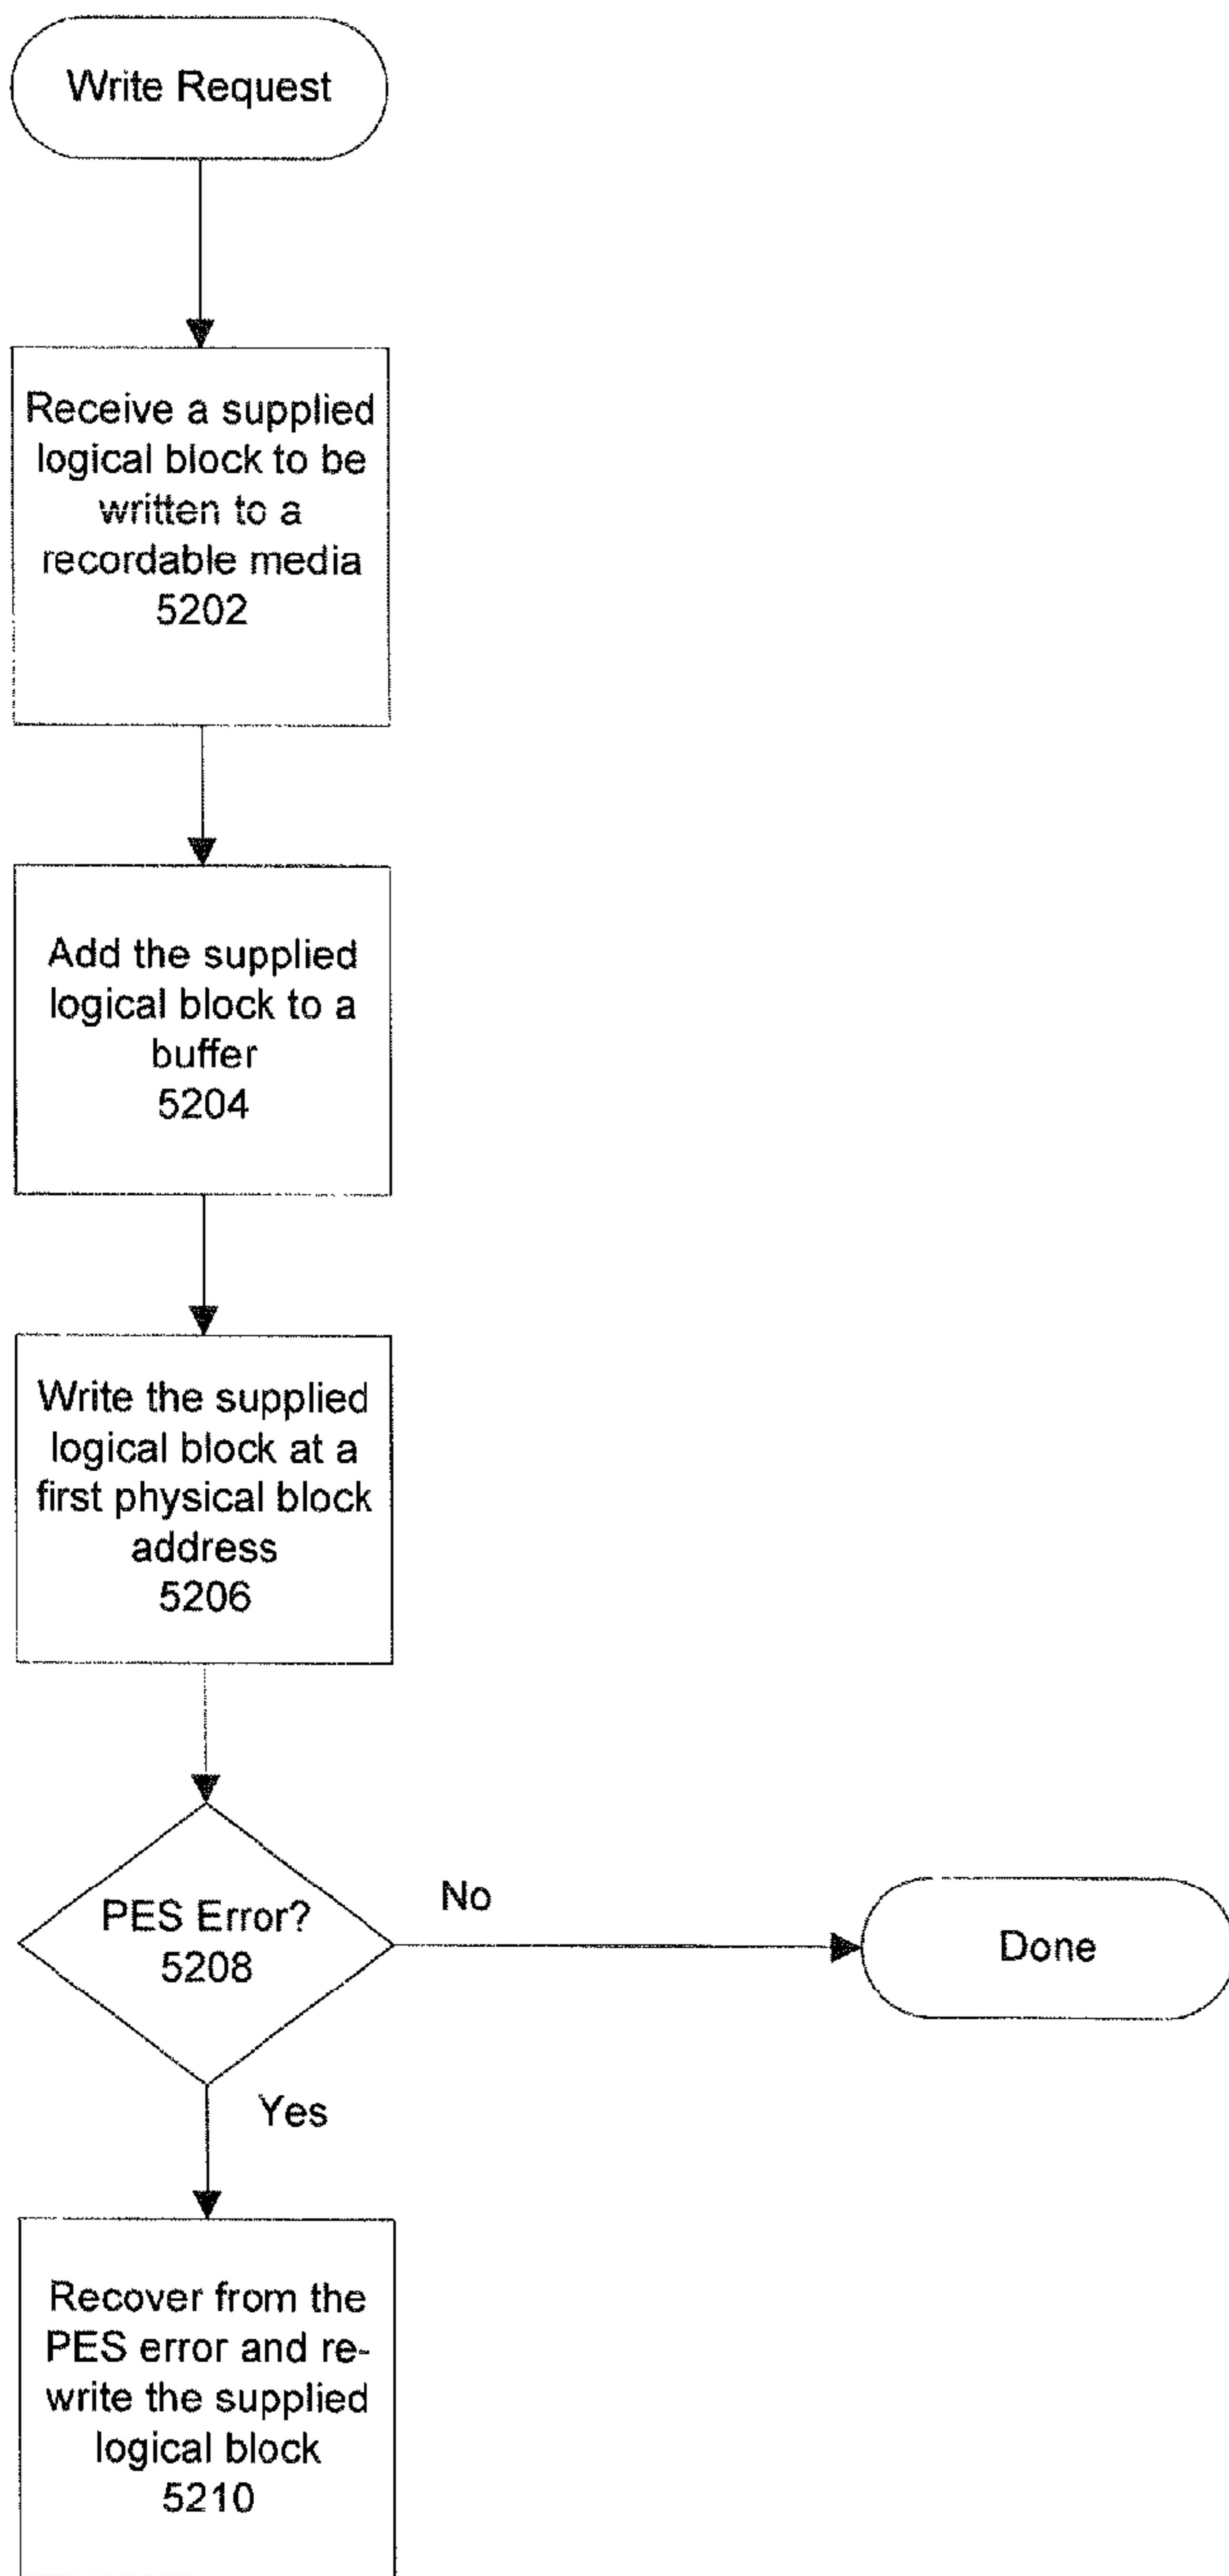 Write Request
Receive a supplied
logical block to be
written to a
recordable media
5202
Add the supplied
logical block to a
buffer
5204
Write the supplied
logical block at a
first physical block
address
5206
PES Error?
5208
No
Done
Yes
Recover from the
PES error and re-
write the supplied
logical block
5210